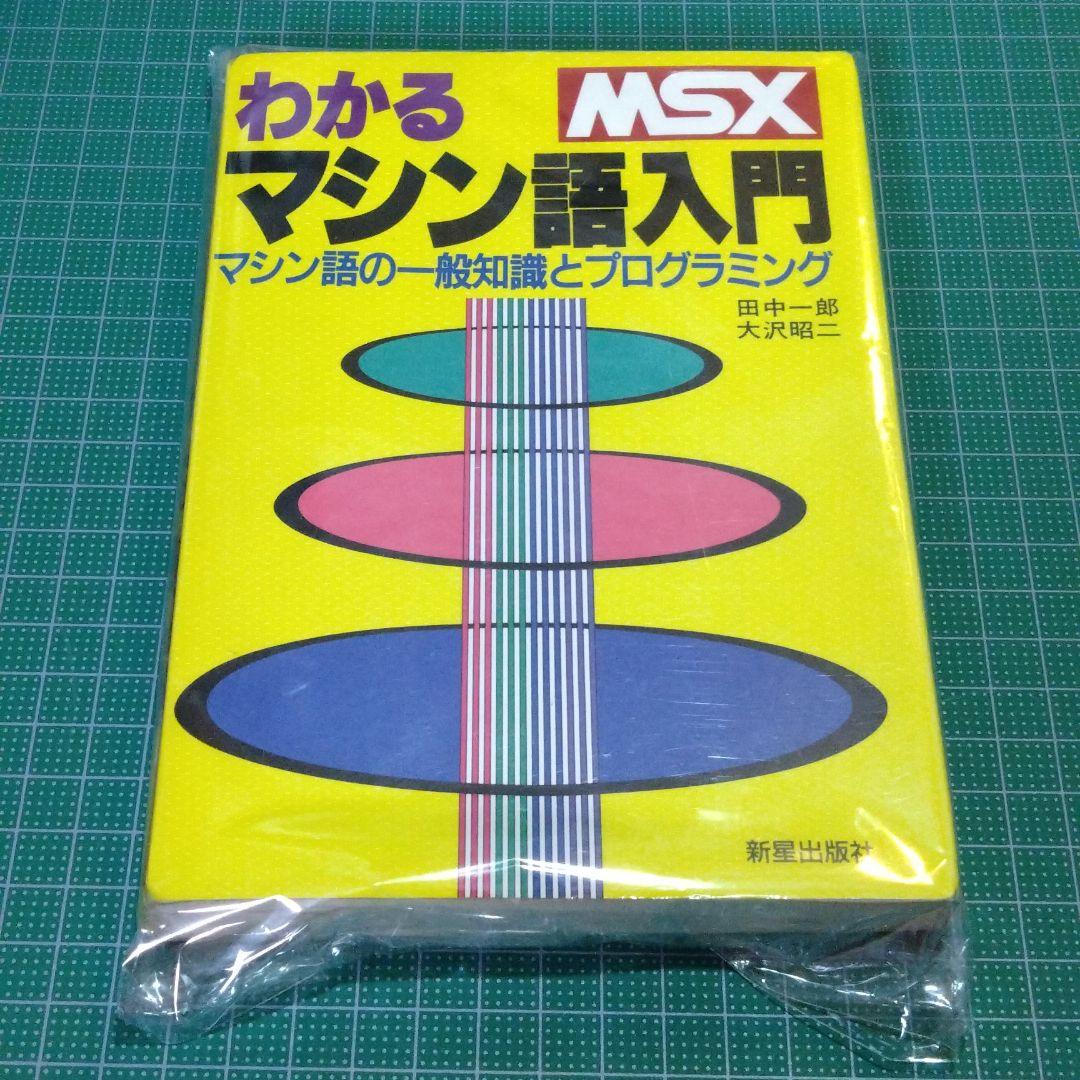 わかる
MSX
マシン語入門
マシン語の一般知識とプログラミング
田中一郎
大沢昭二
新星出版社